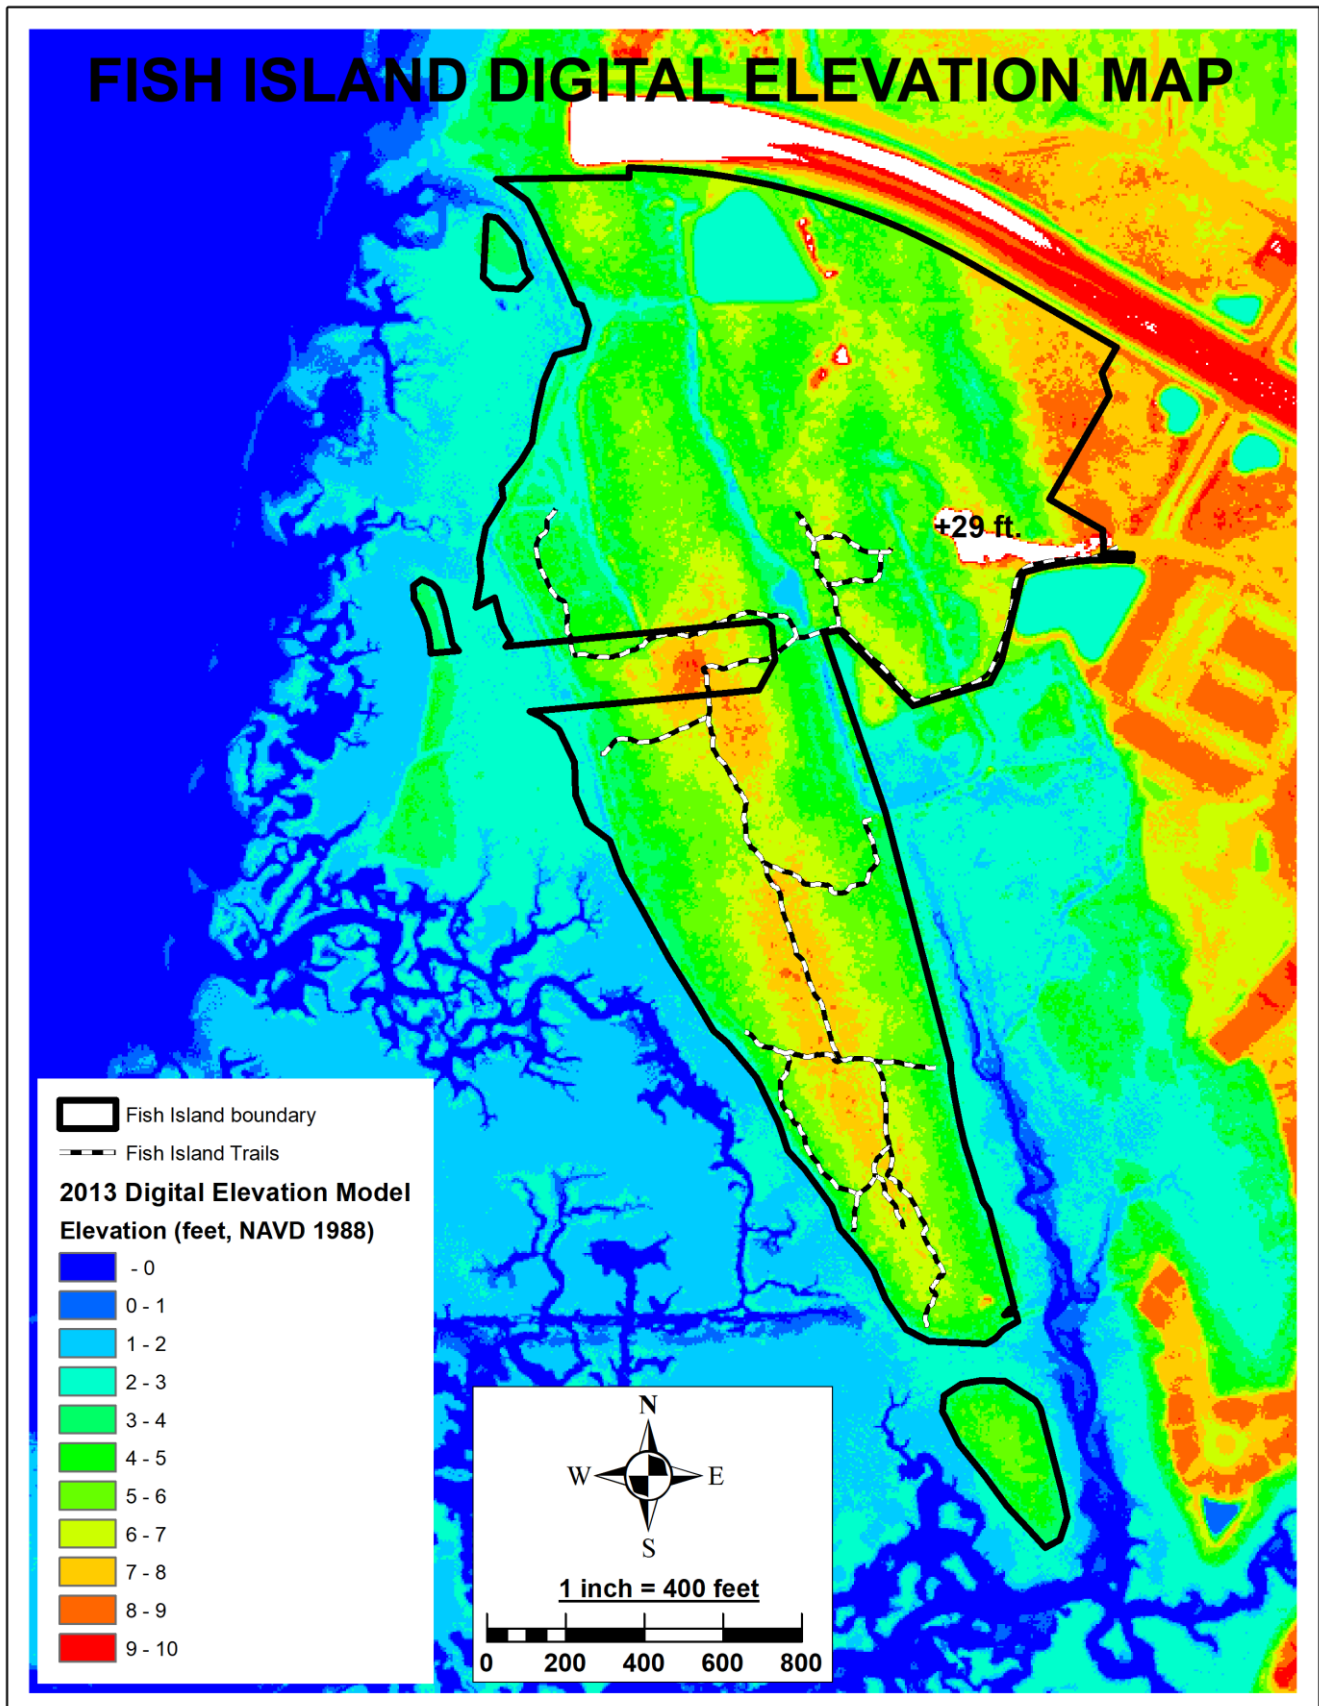 FISH ISLAND DIGITAL ELEVATION MAP
+29 ft.
Fish Island boundary
Fish Island Trails
2013 Digital Elevation Model
Elevation (feet, NAVD 1988)
- 0
0 - 1
1 - 2
2 - 3
3 - 4
4 - 5
5 - 6
6 - 7
7 - 8
8 - 9
9 - 10
N
W E
S
1 inch = 400 feet
0 200 400 600 800